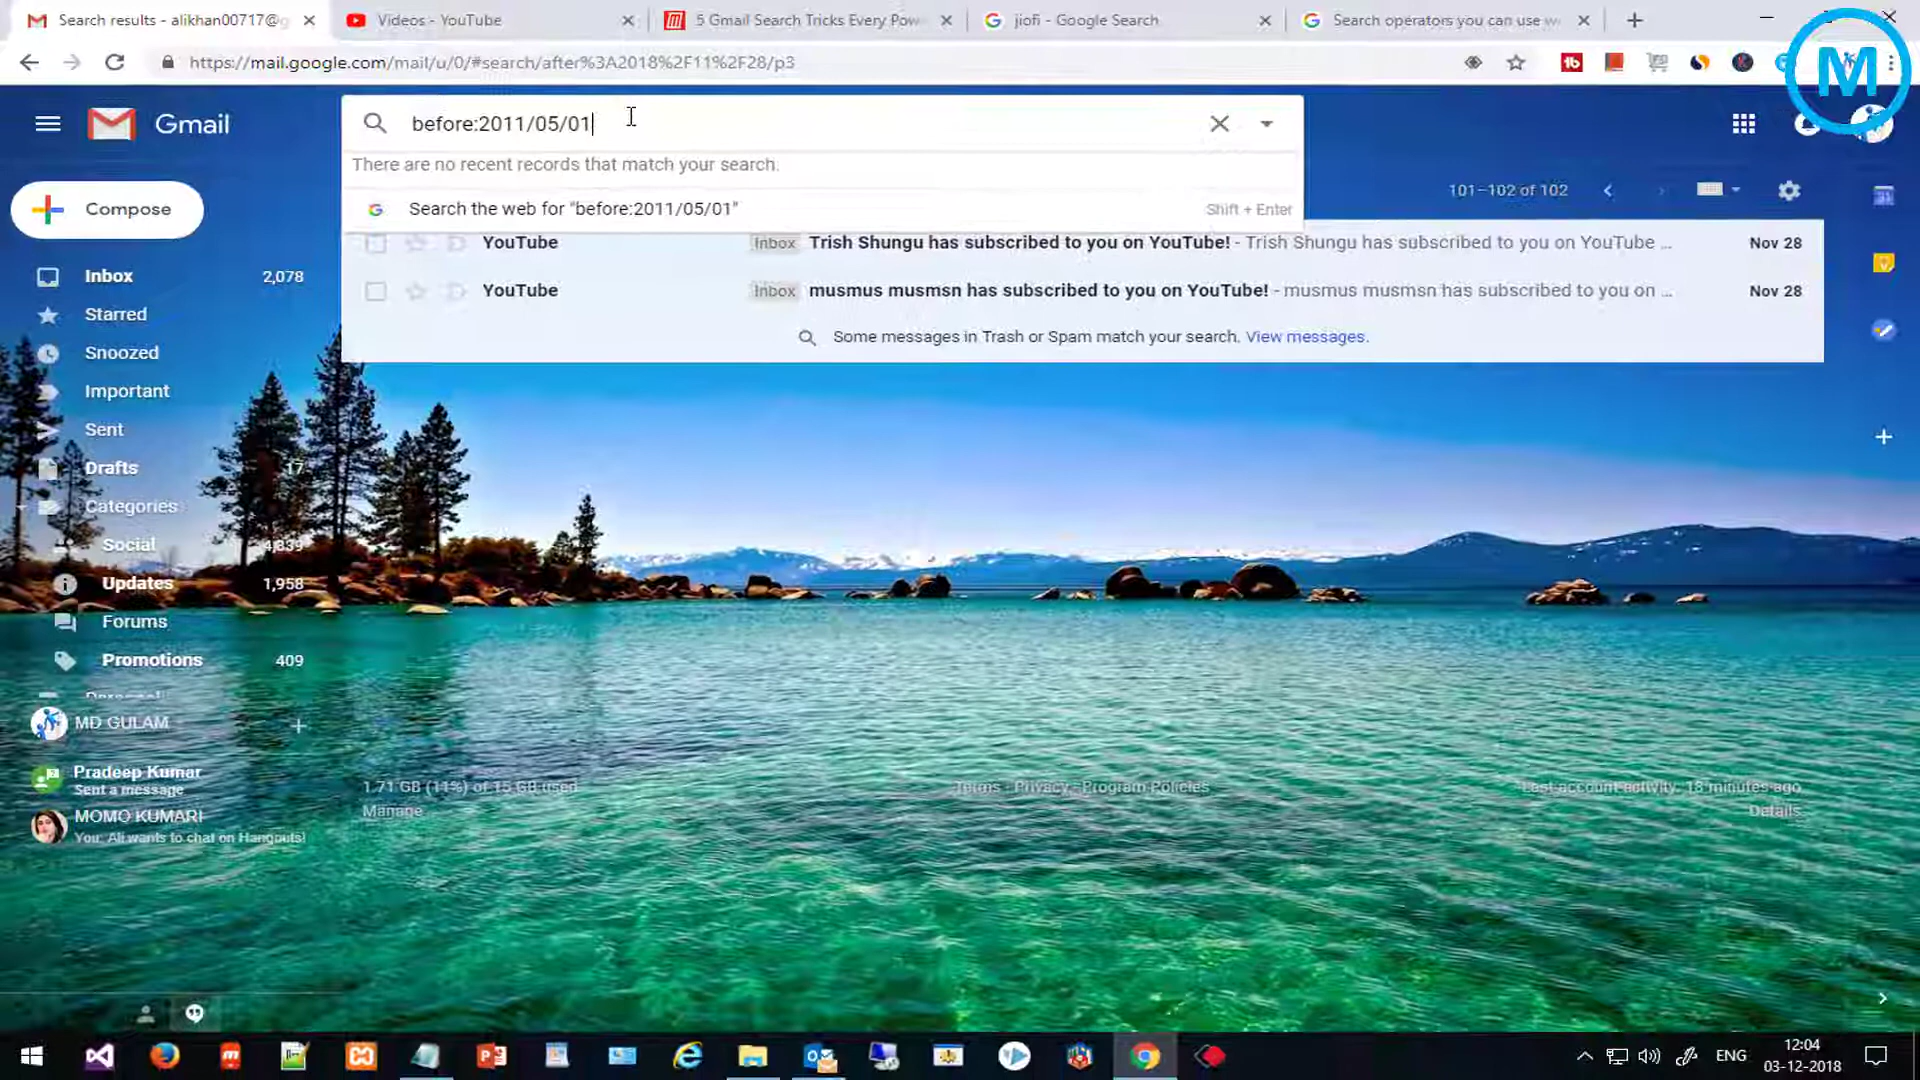 Search results - alikhan00717@g
Videos - YouTube
5 Gmail Search Tricks Every Pow
jiofi - Google Search
Search operators you can use w
https://mail.google.com/mail/u/0/#search/after%3A2018%2F11%2F28/p3
M
Gmail
before:2011/05/01
There are no recent records that match your search.
Search the web for "before:2011/05/01"
Shift + Enter
101–102 of 102
Compose
YouTube
Inbox
Trish Shungu has subscribed to you on YouTube! - Trish Shungu has subscribed to you on YouTube ...
Nov 28
YouTube
Inbox
musmus musmsn has subscribed to you on YouTube! - musmus musmsn has subscribed to you on ...
Nov 28
Some messages in Trash or Spam match your search. View messages.
Inbox 2,078
Starred
Snoozed
Important
Sent
Drafts 17
Categories
Social 4,339
Updates 1,958
Forums
Promotions 409
Personal
MD GULAM
Pradeep Kumar
Sent a message
MOMO KUMARI
You: Ali wants to chat on Hangouts!
1.71 GB (11%) of 15 GB used
Manage
Terms · Privacy · Program Policies
Last account activity: 18 minutes ago
Details
ENG
12:04
03-12-2018